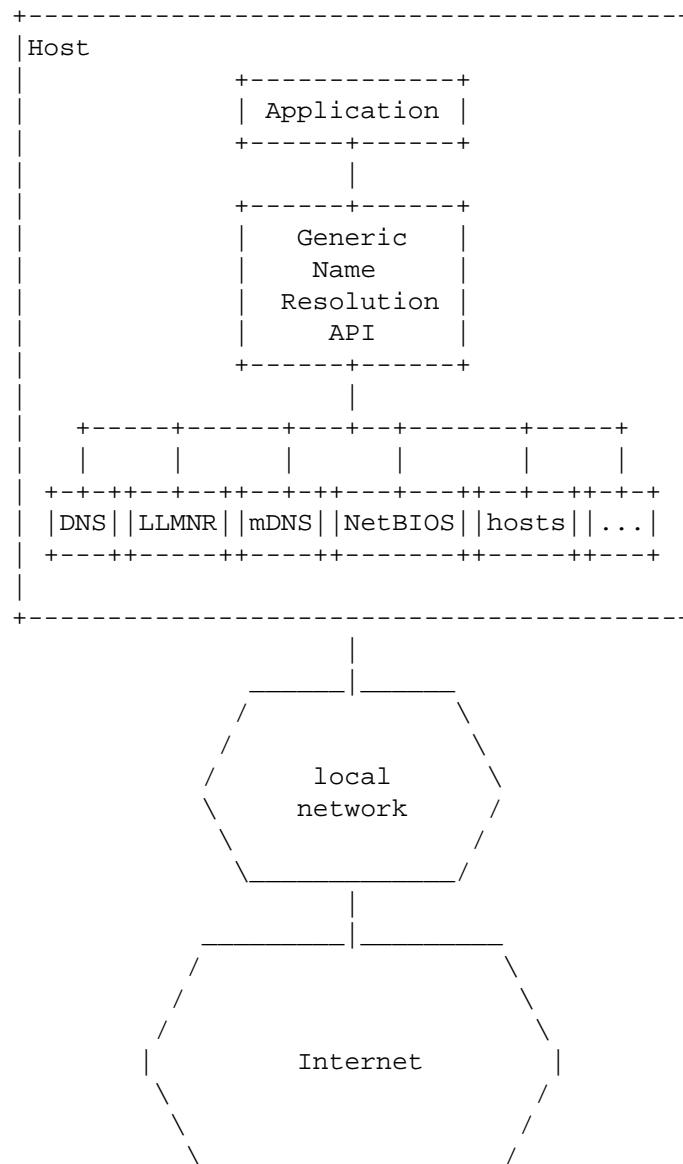 Host
Application
Generic
Name
Resolution
API
DNS LLMNR mDNS NetBIOS hosts ...
local
network
Internet